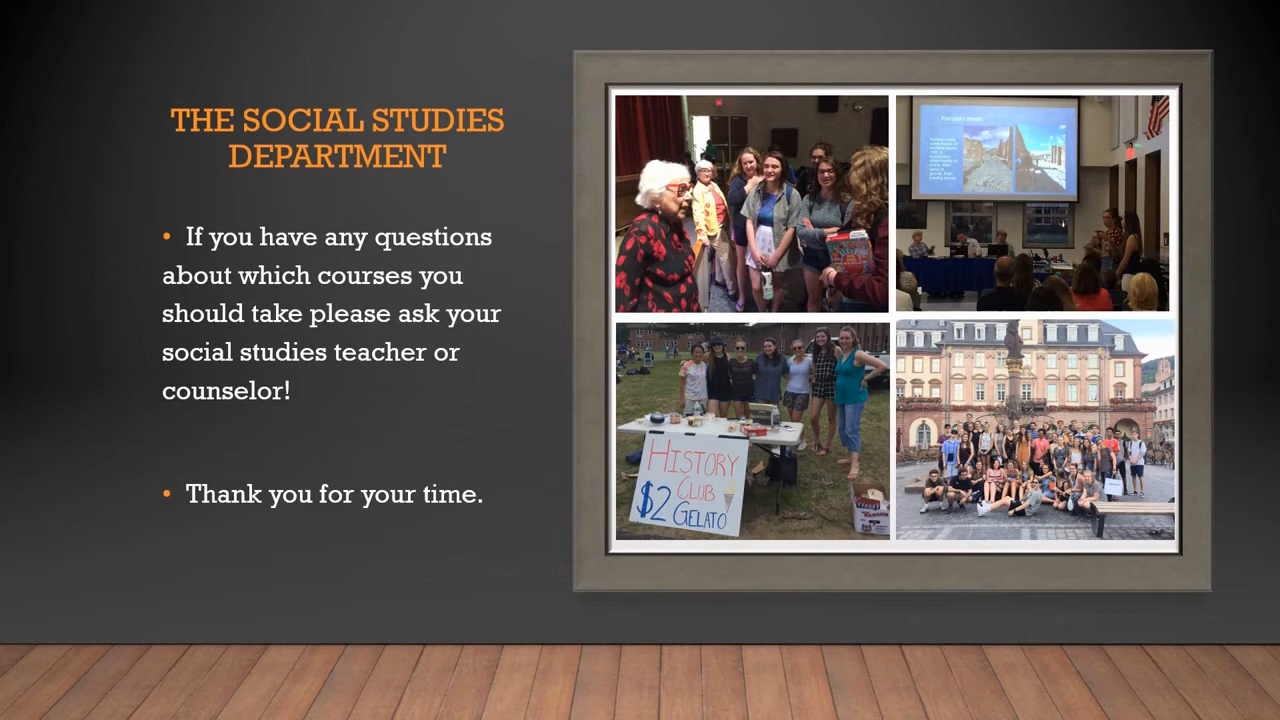 THE SOCIAL STUDIES
DEPARTMENT
• If you have any questions
about which courses you
should take please ask your
social studies teacher or
counselor!
• Thank you for your time.
HISTORY
CLUB
$2 GELATO